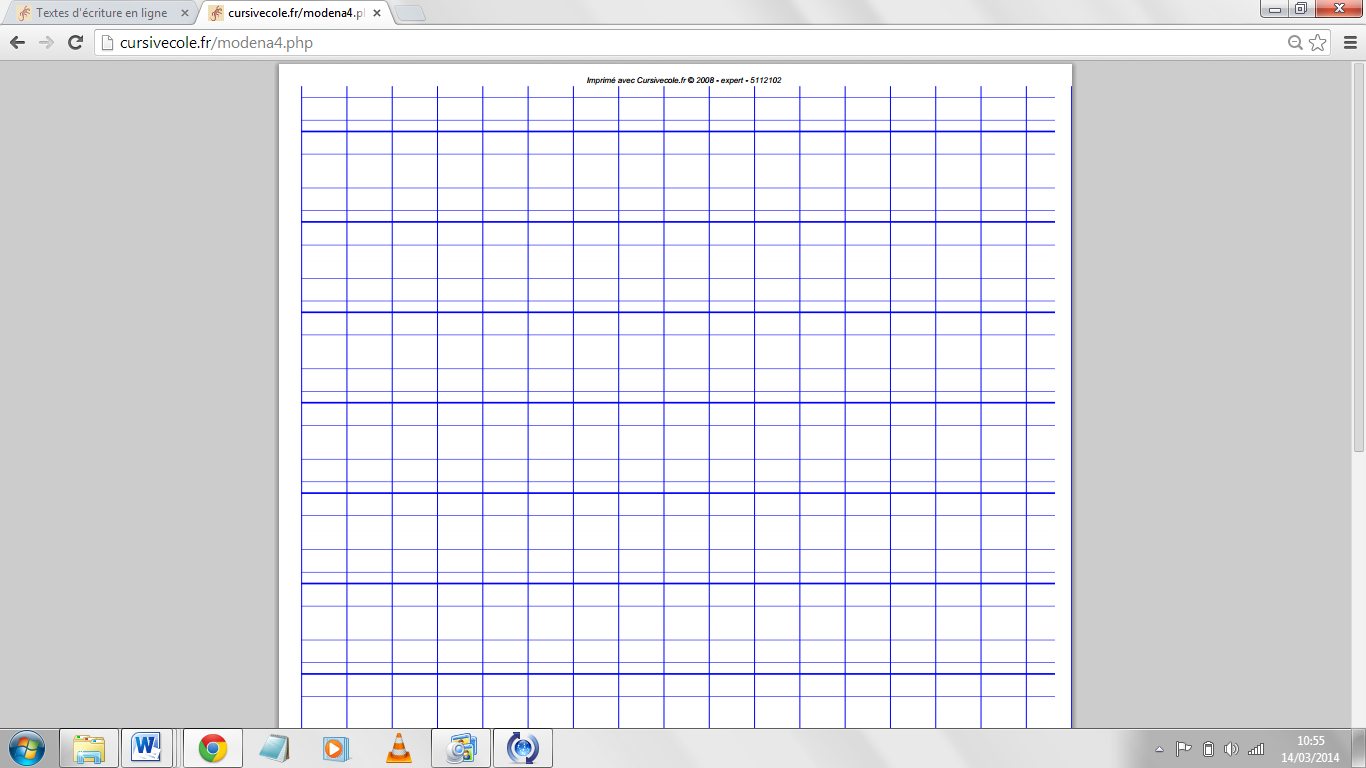 Textes d'écriture en ligne
cursivecole.fr/modena4.p
cursivecole.fr/modena4.php
Imprimé avec Cursivecole.fr © 2008 - expert - 5112102
10:55
14/03/2014